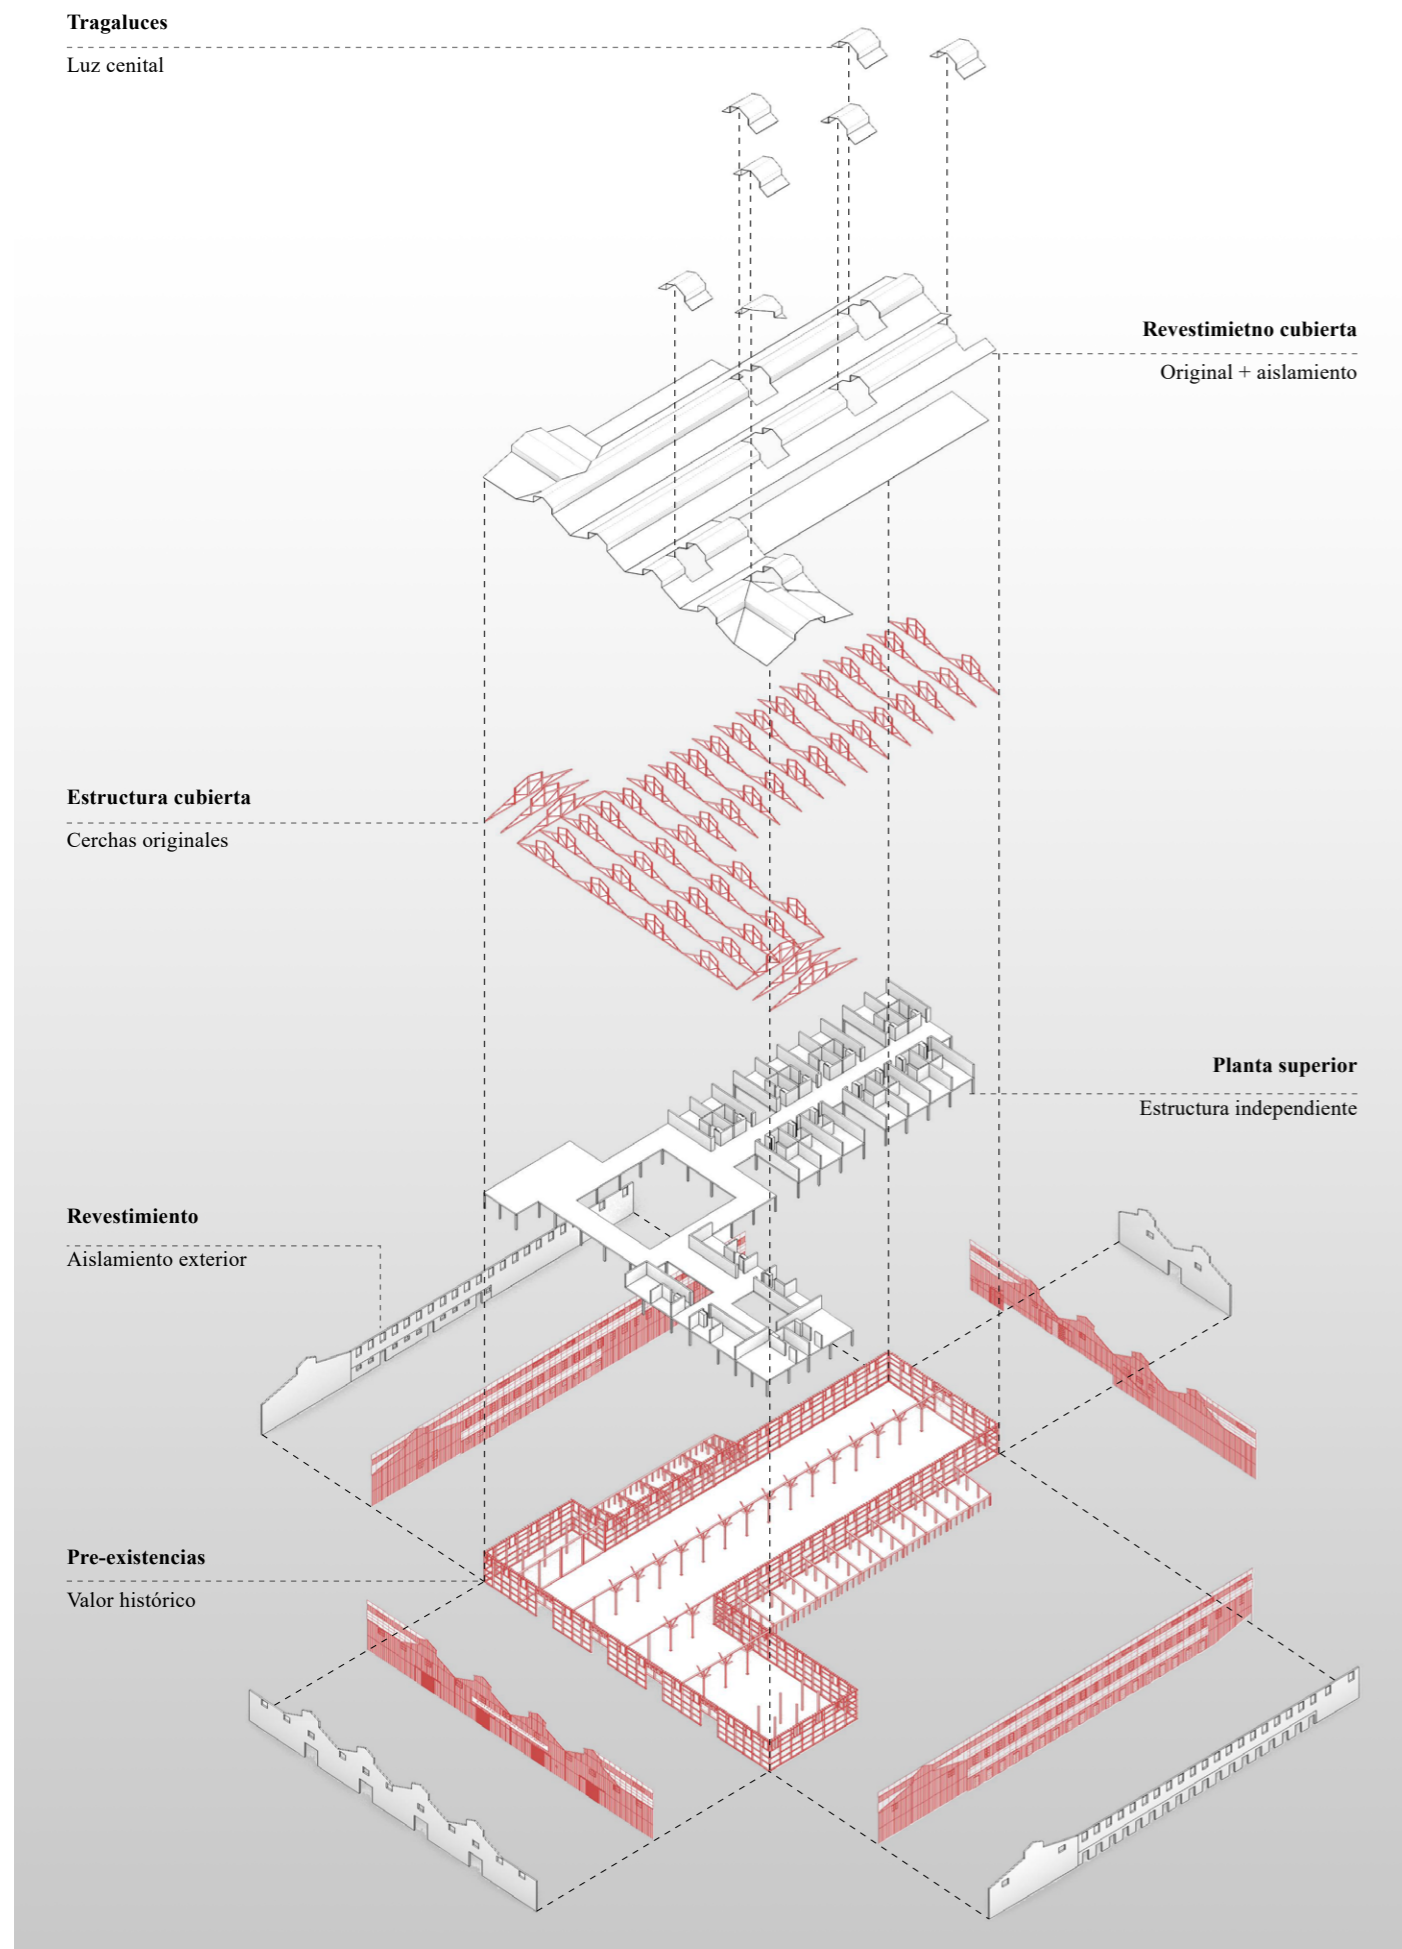 Tragaluces
Luz cenital
Revestimietno cubierta
Original + aislamiento
Estructura cubierta
Cerchas originales
Planta superior
Estructura independiente
Revestimiento
Aislamiento exterior
Pre-existencias
Valor histórico